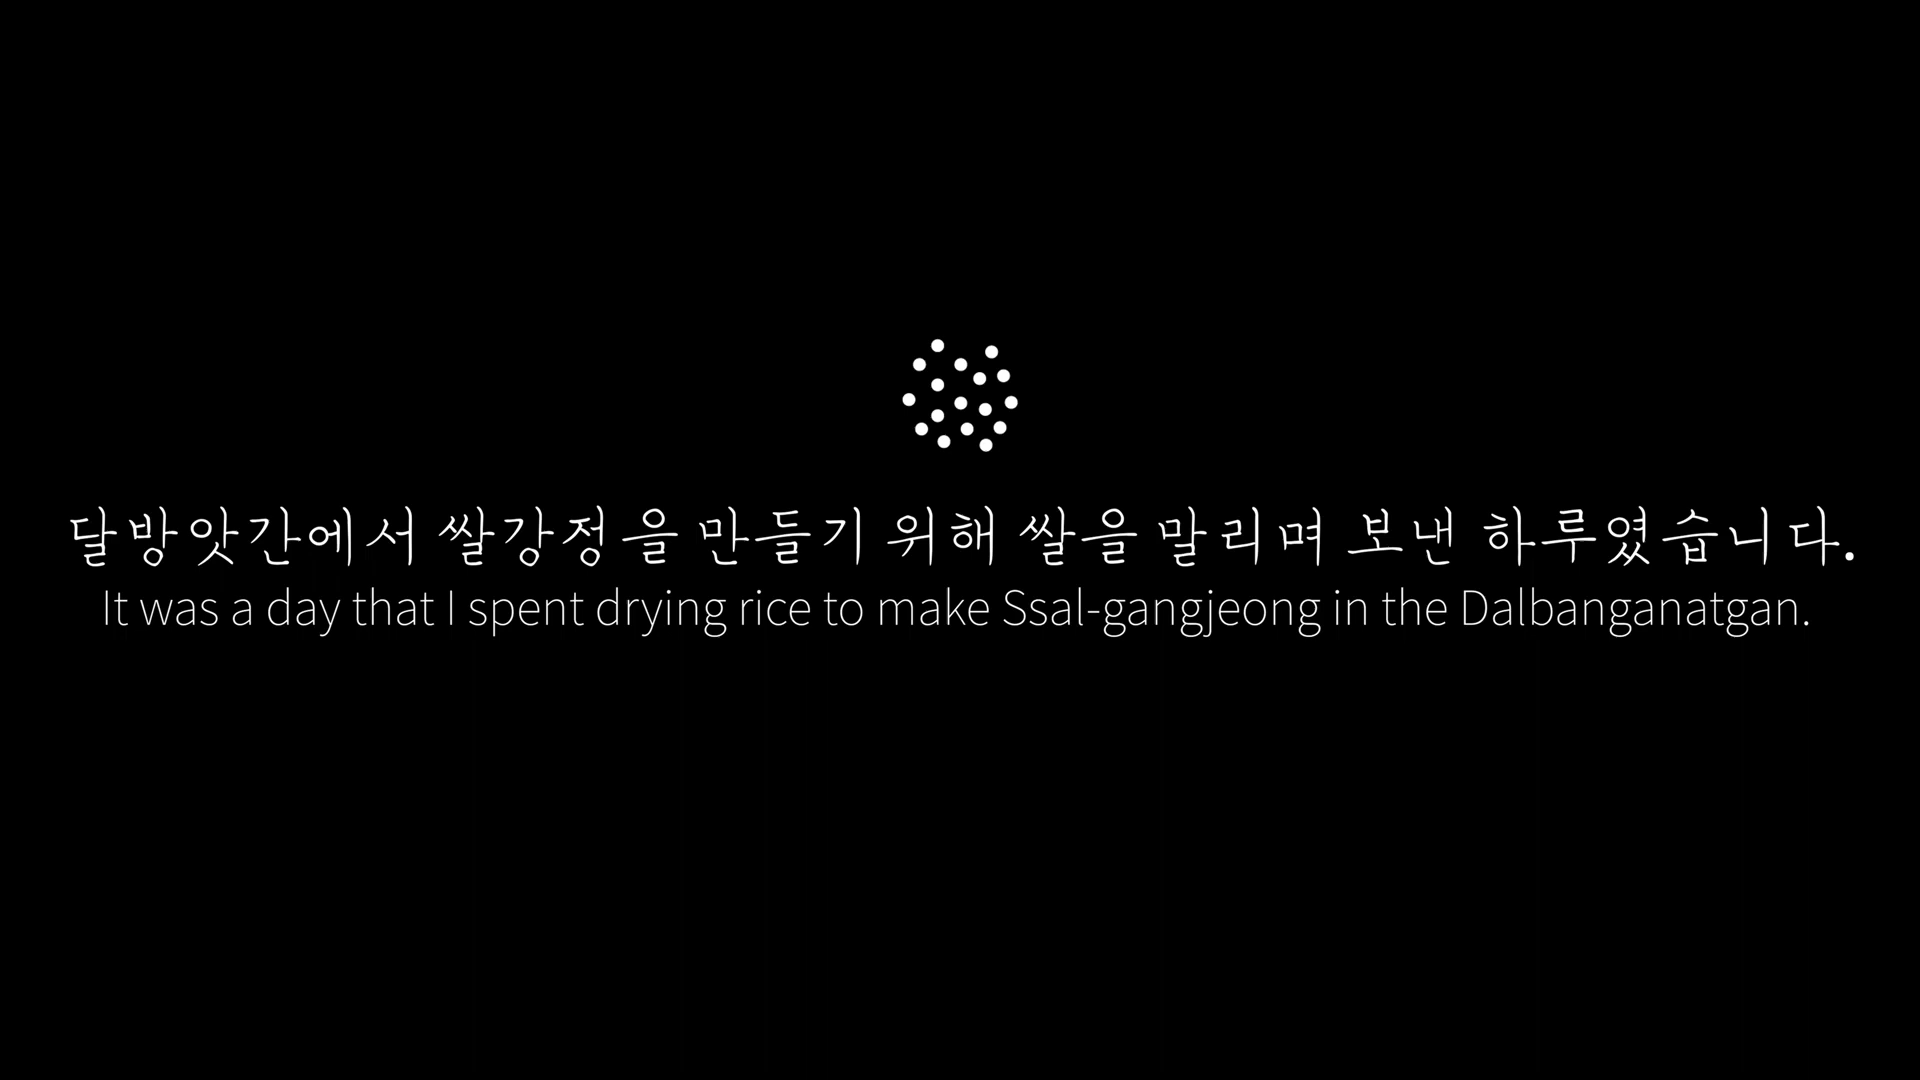 달방앗간에서 쌀강정을 만들기 위해 쌀을 말리며 보낸 하루였습니다.
It was a day that I spent drying rice to make Ssal-gangjeong in the Dalbanganatgan.